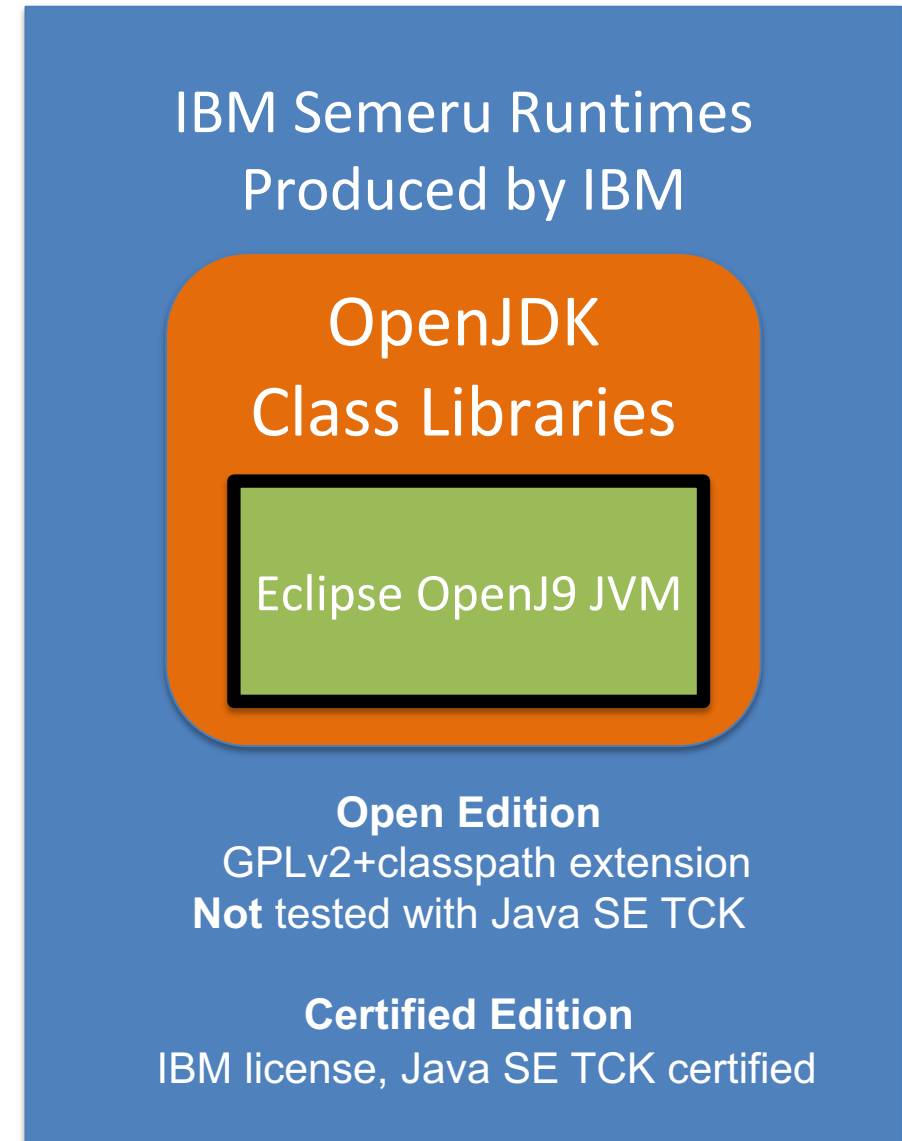 IBM Semeru Runtimes
Produced by IBM
OpenJDK
Class Libraries
Eclipse OpenJ9 JVM
Open Edition
GPLv2+classpath extension
Not tested with Java SE TCK
Certified Edition
IBM license, Java SE TCK certified